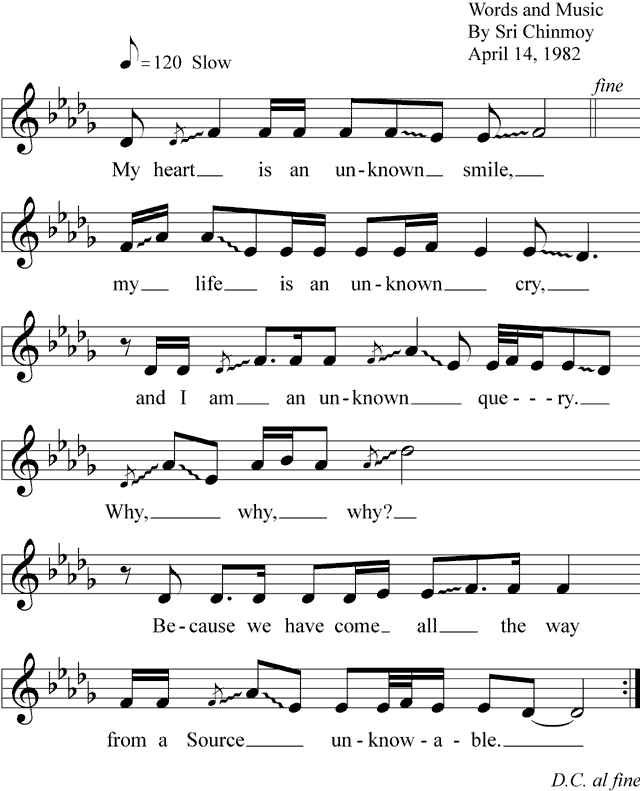 Words and Music
By Sri Chinmoy
April 14, 1982
= 120 Slow
fine
My heart is an un-known smile,
my life is an un-known cry,
and I am an un-known que---ry.
Why, why, why?
Be-cause we have come all the way
from a Source un-know-a-ble.
D.C. al fine